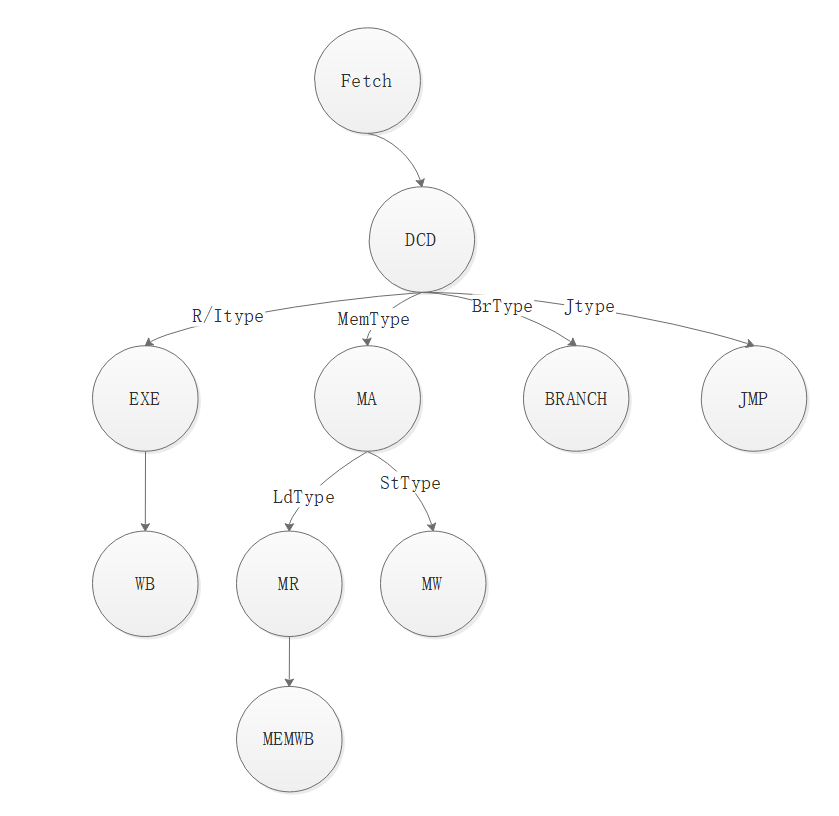 Fetch
DCD
R/Itype
MemType
BrType
Jtype
EXE
MA
BRANCH
JMP
LdType
StType
WB
MR
MW
MEMWB